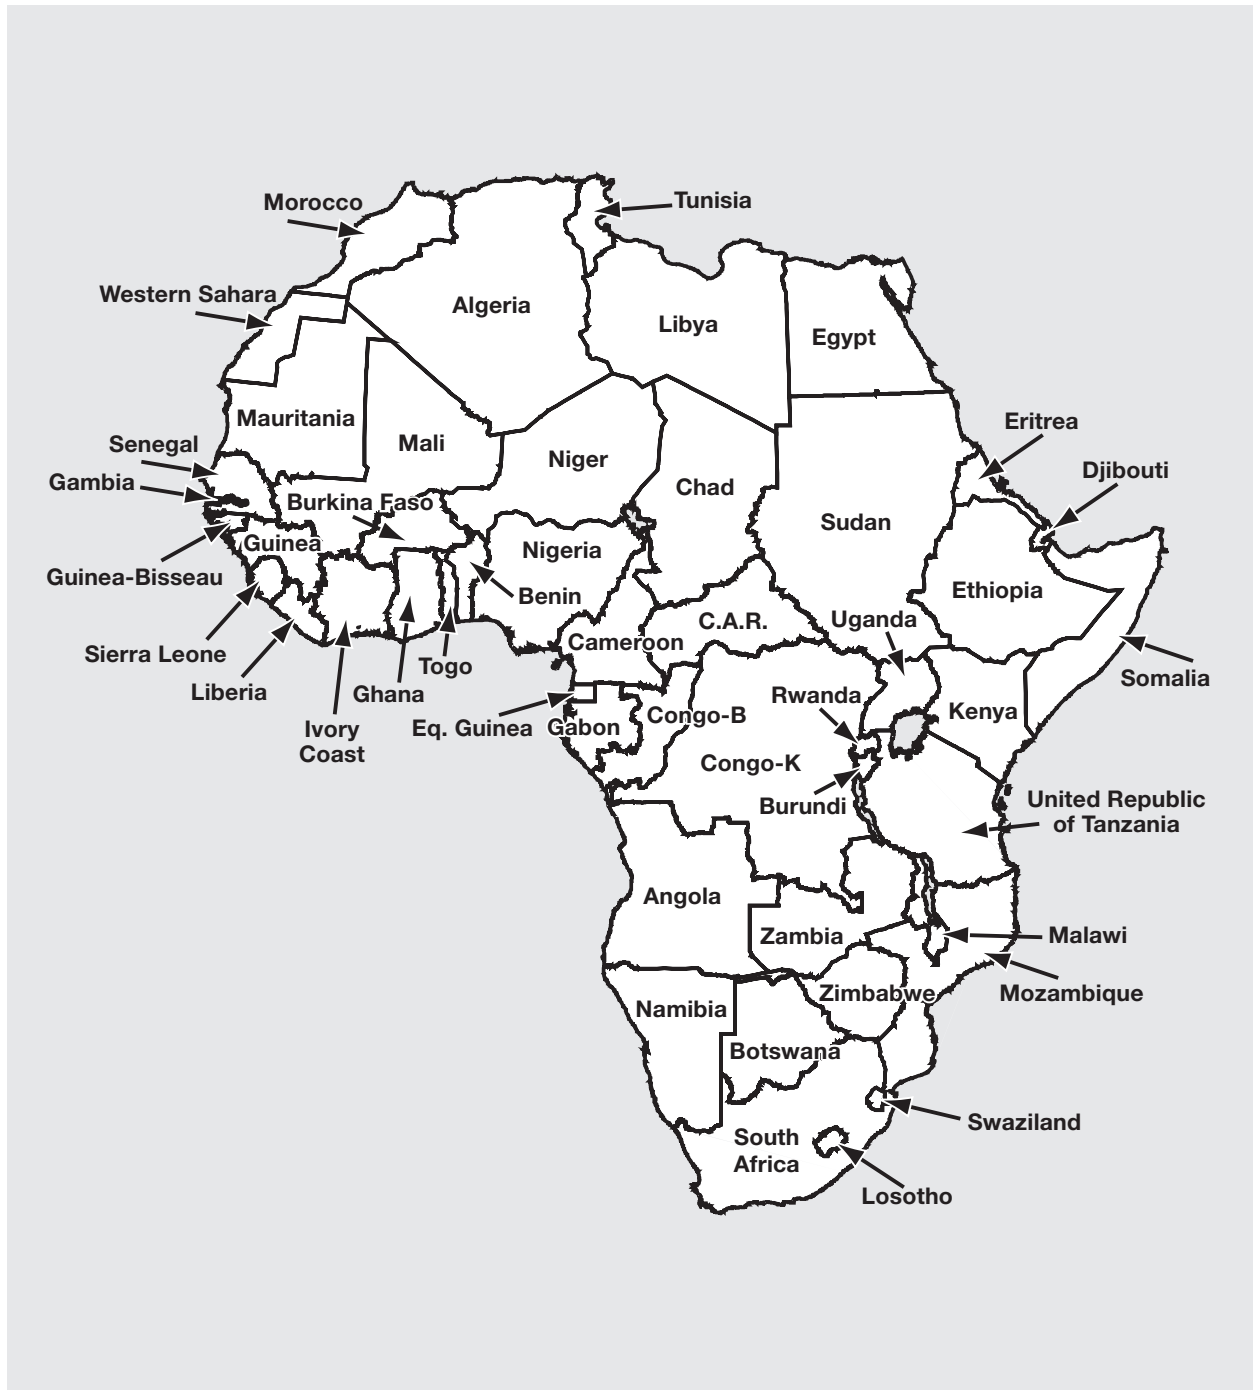 Morocco
Tunisia
Western Sahara
Algeria
Libya
Egypt
Mauritania
Mali
Niger
Chad
Eritrea
Senegal
Djibouti
Gambia
Burkina Faso
Sudan
Guinea
Nigeria
Guinea-Bisseau
Benin
Ethiopia
C.A.R.
Uganda
Cameroon
Sierra Leone
Togo
Somalia
Liberia
Ghana
Rwanda
Kenya
Congo-B
Eq. Guinea
Gabon
Ivory
Coast
Congo-K
Burundi
United Republic
of Tanzania
Angola
Zambia
Malawi
Zimbabwe
Mozambique
Namibia
Botswana
Swaziland
South
Africa
Losotho